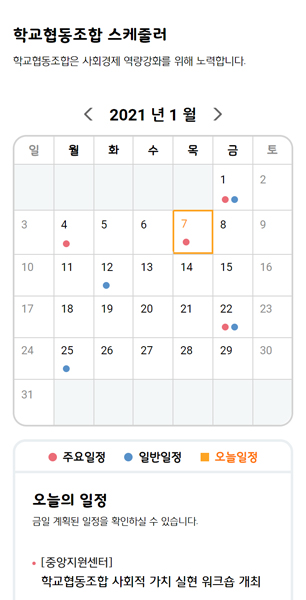 학교협동조합 스케줄러
학교협동조합은 사회경제 역량강화를 위해 노력합니다.
2021 년 1 월
일 월 화 수 목 금 토
1 2
3 4 5 6 7 8 9
10 11 12 13 14 15 16
17 18 19 20 21 22 23
24 25 26 27 28 29 30
31
주요일정 일반일정 오늘일정
오늘의 일정
금일 계획된 일정을 확인하실 수 있습니다.
[중앙지원센터]
학교협동조합 사회적 가치 실현 워크숍 개최